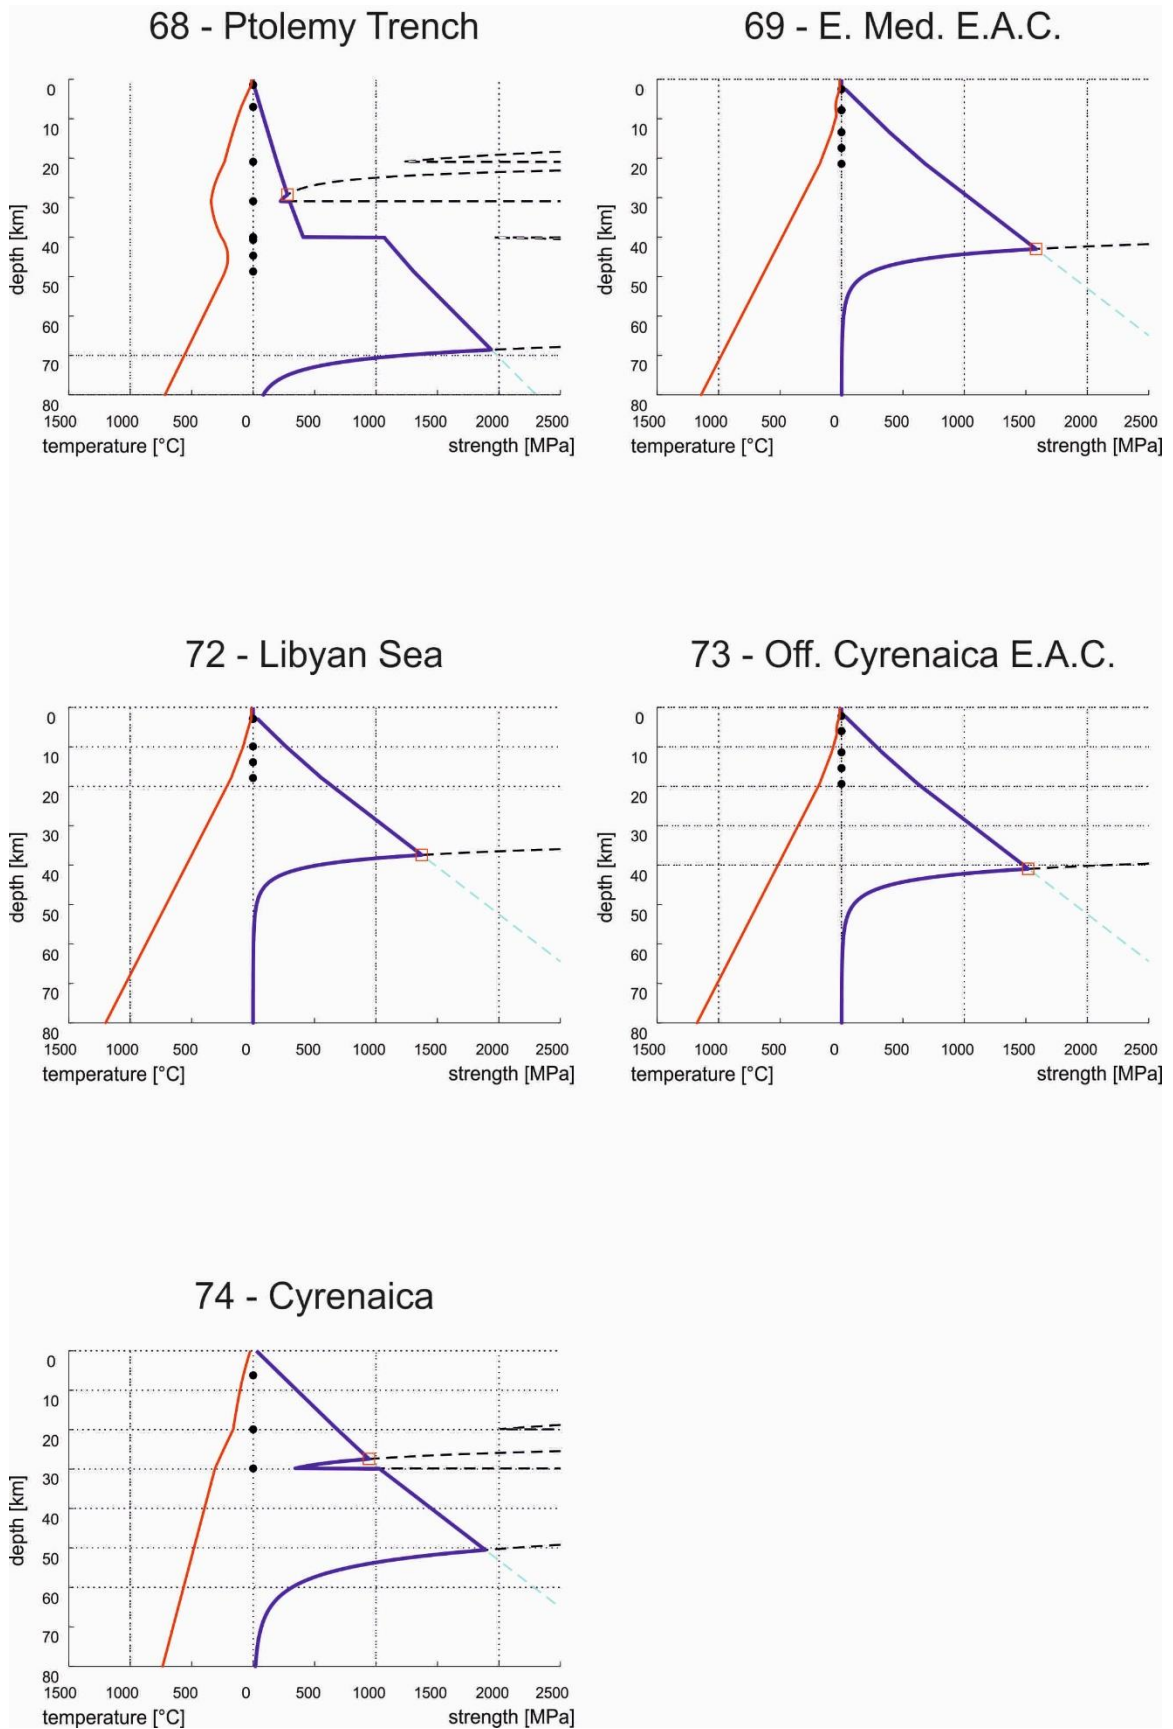 68 - Ptolemy Trench
0
10
20
30
40
50
60
70
80
depth [km]
1500 1000 500 0 500 1000 1500 2000 2500
temperature [°C] strength [MPa]
69 - E. Med. E.A.C.
0
10
20
30
40
50
60
70
80
depth [km]
1500 1000 500 0 500 1000 1500 2000 2500
temperature [°C] strength [MPa]
72 - Libyan Sea
0
10
20
30
40
50
60
70
80
depth [km]
1500 1000 500 0 500 1000 1500 2000 2500
temperature [°C] strength [MPa]
73 - Off. Cyrenaica E.A.C.
0
10
20
30
40
50
60
70
80
depth [km]
1500 1000 500 0 500 1000 1500 2000 2500
temperature [°C] strength [MPa]
74 - Cyrenaica
0
10
20
30
40
50
60
70
80
depth [km]
1500 1000 500 0 500 1000 1500 2000 2500
temperature [°C] strength [MPa]